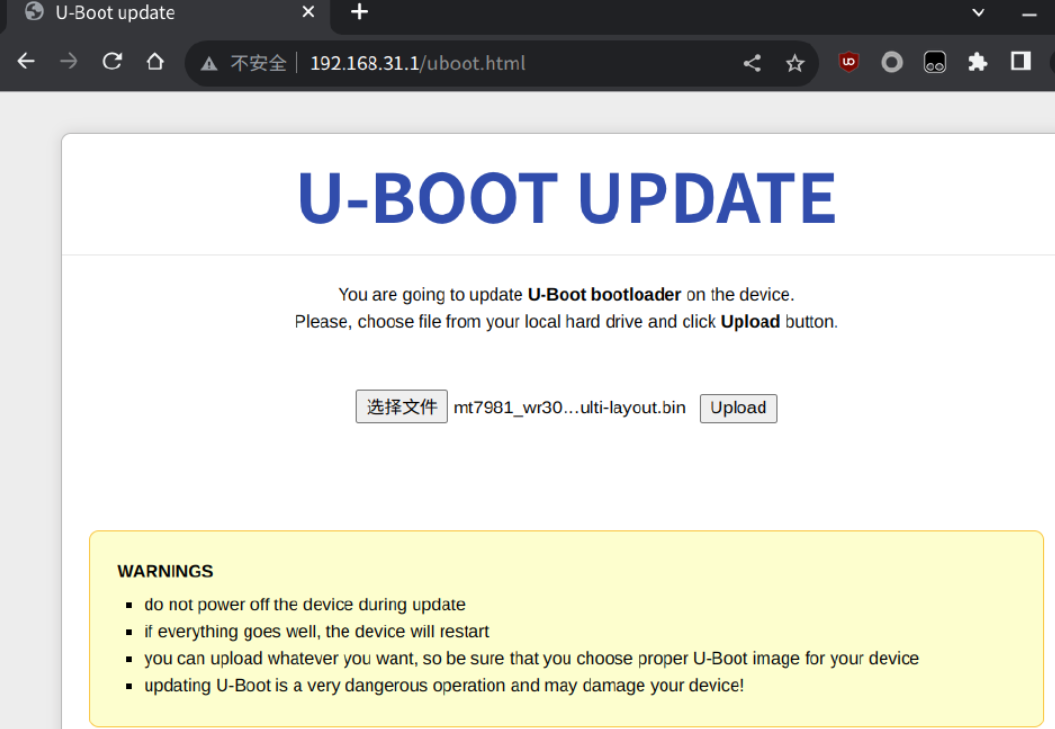 U-Boot update
不安全 192.168.31.1/uboot.html
U-BOOT UPDATE
You are going to update U-Boot bootloader on the device.
Please, choose file from your local hard drive and click Upload button.
选择文件 mt7981_wr30...ulti-layout.bin Upload
WARNINGS
do not power off the device during update
if everything goes well, the device will restart
you can upload whatever you want, so be sure that you choose proper U-Boot image for your device
updating U-Boot is a very dangerous operation and may damage your device!